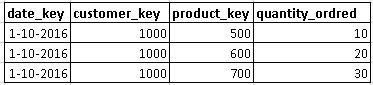 date_key customer_key product_key quantity_ordred
1-10-2016 1000 500 10
1-10-2016 1000 600 20
1-10-2016 1000 700 30